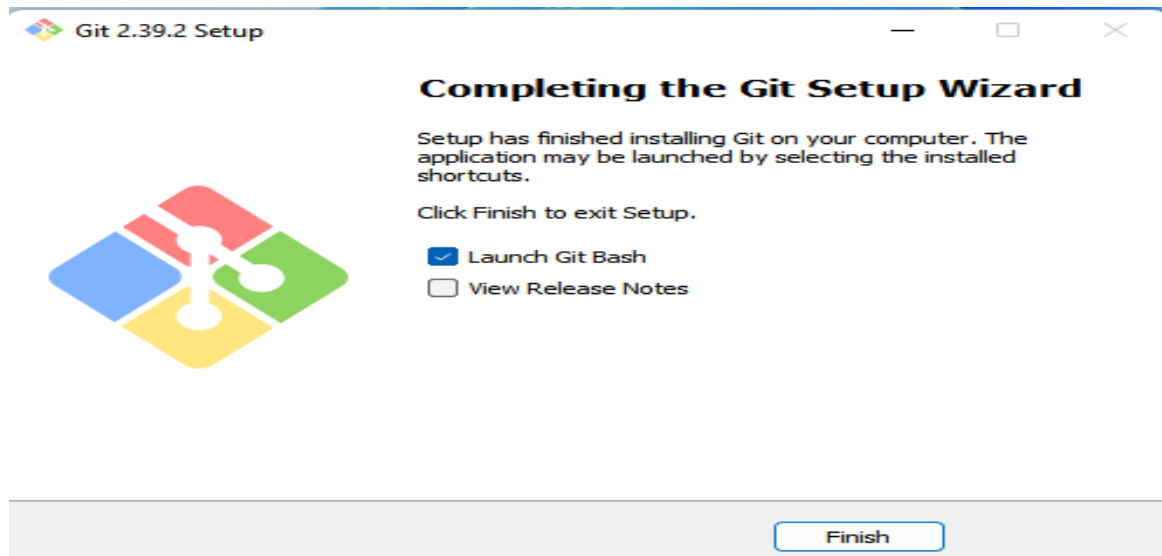 Git 2.39.2 Setup
Completing the Git Setup Wizard
Setup has finished installing Git on your computer. The
application may be launched by selecting the installed
shortcuts.
Click Finish to exit Setup.
Launch Git Bash
View Release Notes
Finish